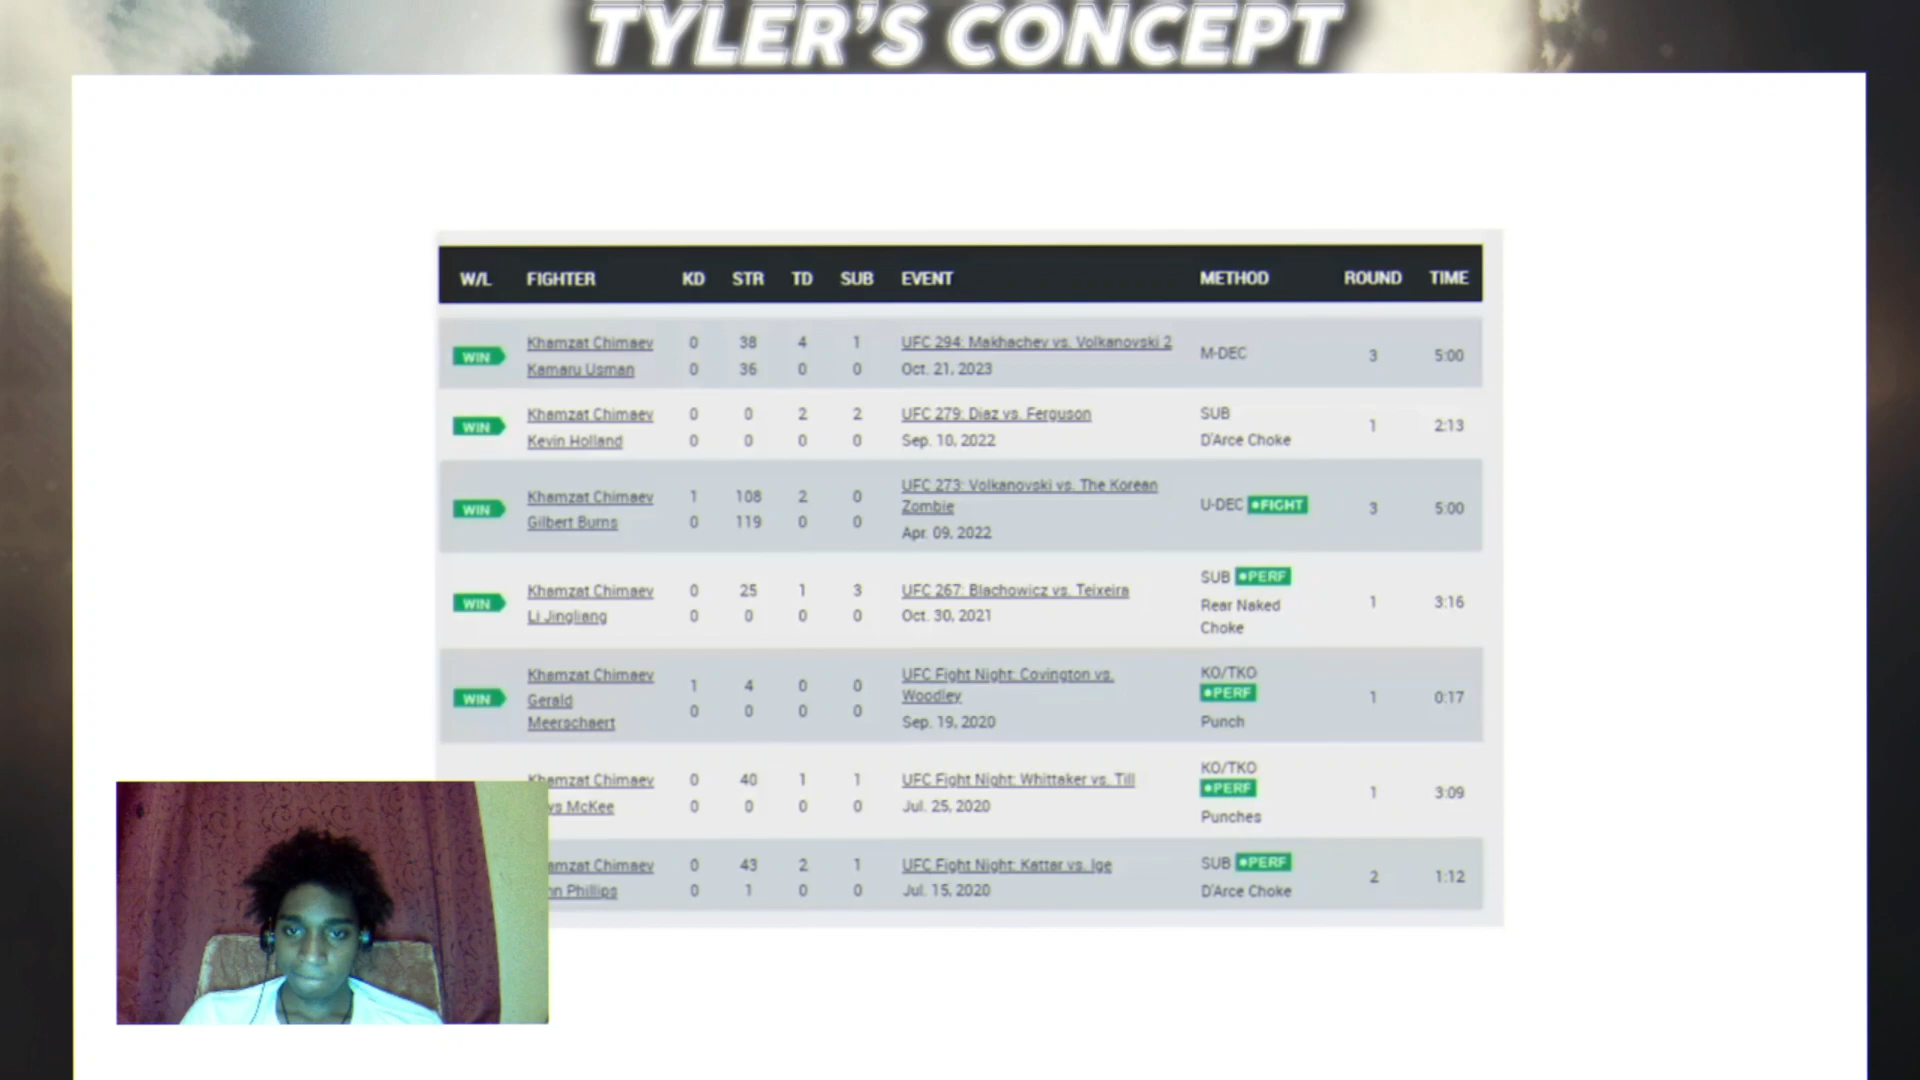 TYLER'S CONCEPT
W/L FIGHTER KD STR TD SUB EVENT METHOD ROUND TIME
WIN Khamzat Chimaev 0 38 4 1 UFC 294: Makhachev vs. Volkanovski 2 M-DEC 3 5:00
Kamaru Usman 0 36 0 0 Oct. 21, 2023
WIN Khamzat Chimaev 0 0 2 2 UFC 279: Diaz vs. Ferguson SUB 1 2:13
Kevin Holland 0 0 0 0 Sep. 10, 2022 D'Arce Choke
WIN Khamzat Chimaev 1 108 2 0 UFC 273: Volkanovski vs. The Korean U-DEC FIGHT 3 5:00
Gilbert Burns 0 119 0 0 Zombie
Apr. 09, 2022
WIN Khamzat Chimaev 0 25 1 3 UFC 267: Blachowicz vs. Teixeira SUB PERF 1 3:16
Li Jingliang 0 0 0 0 Oct. 30, 2021 Rear Naked
Choke
WIN Khamzat Chimaev 1 4 0 0 UFC Fight Night: Covington vs. KO/TKO 1 0:17
Gerald 0 0 0 0 Woodley PERF
Meerschaert Sep. 19, 2020 Punch
Khamzat Chimaev 0 40 1 1 UFC Fight Night: Whittaker vs. Till KO/TKO 1 3:09
ys McKee 0 0 0 0 Jul. 25, 2020 PERF
Punches
amzat Chimaev 0 43 2 1 UFC Fight Night: Kattar vs. Ige SUB PERF 2 1:12
nn Phillips 0 1 0 0 Jul. 15, 2020 D'Arce Choke